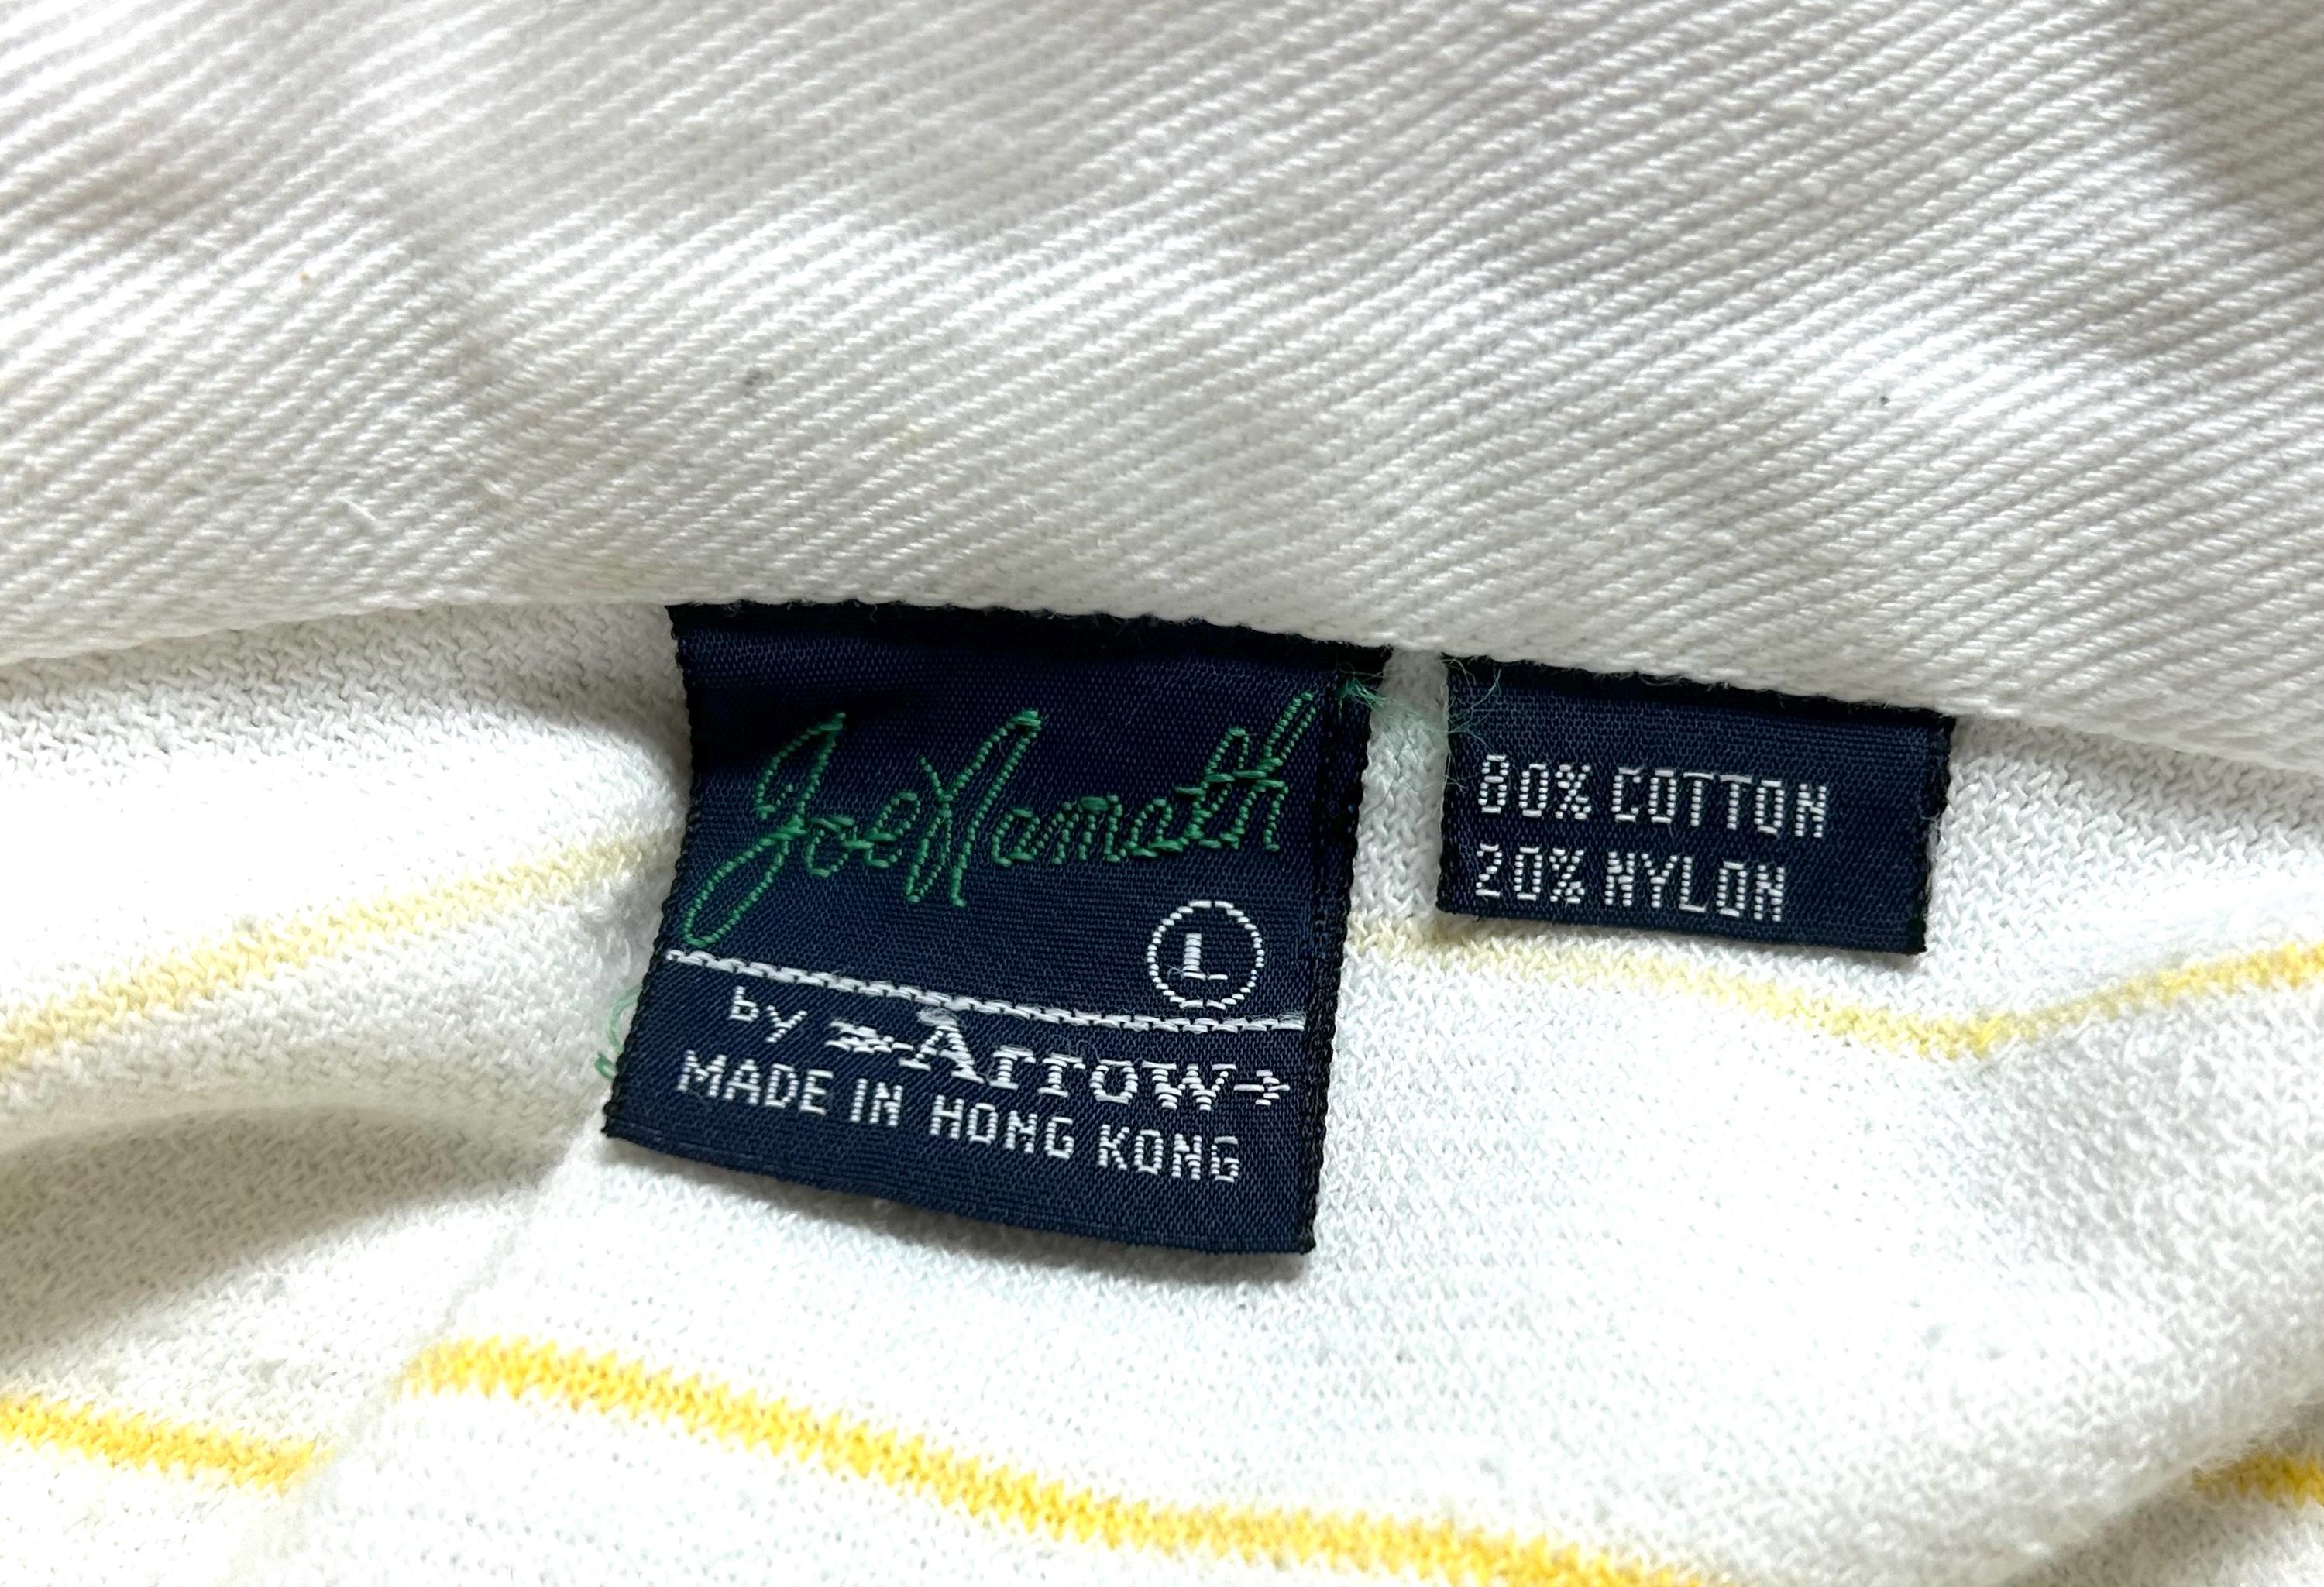 Joe Namath
L
by Arrow
MADE IN HONG KONG
80% COTTON
20% NYLON